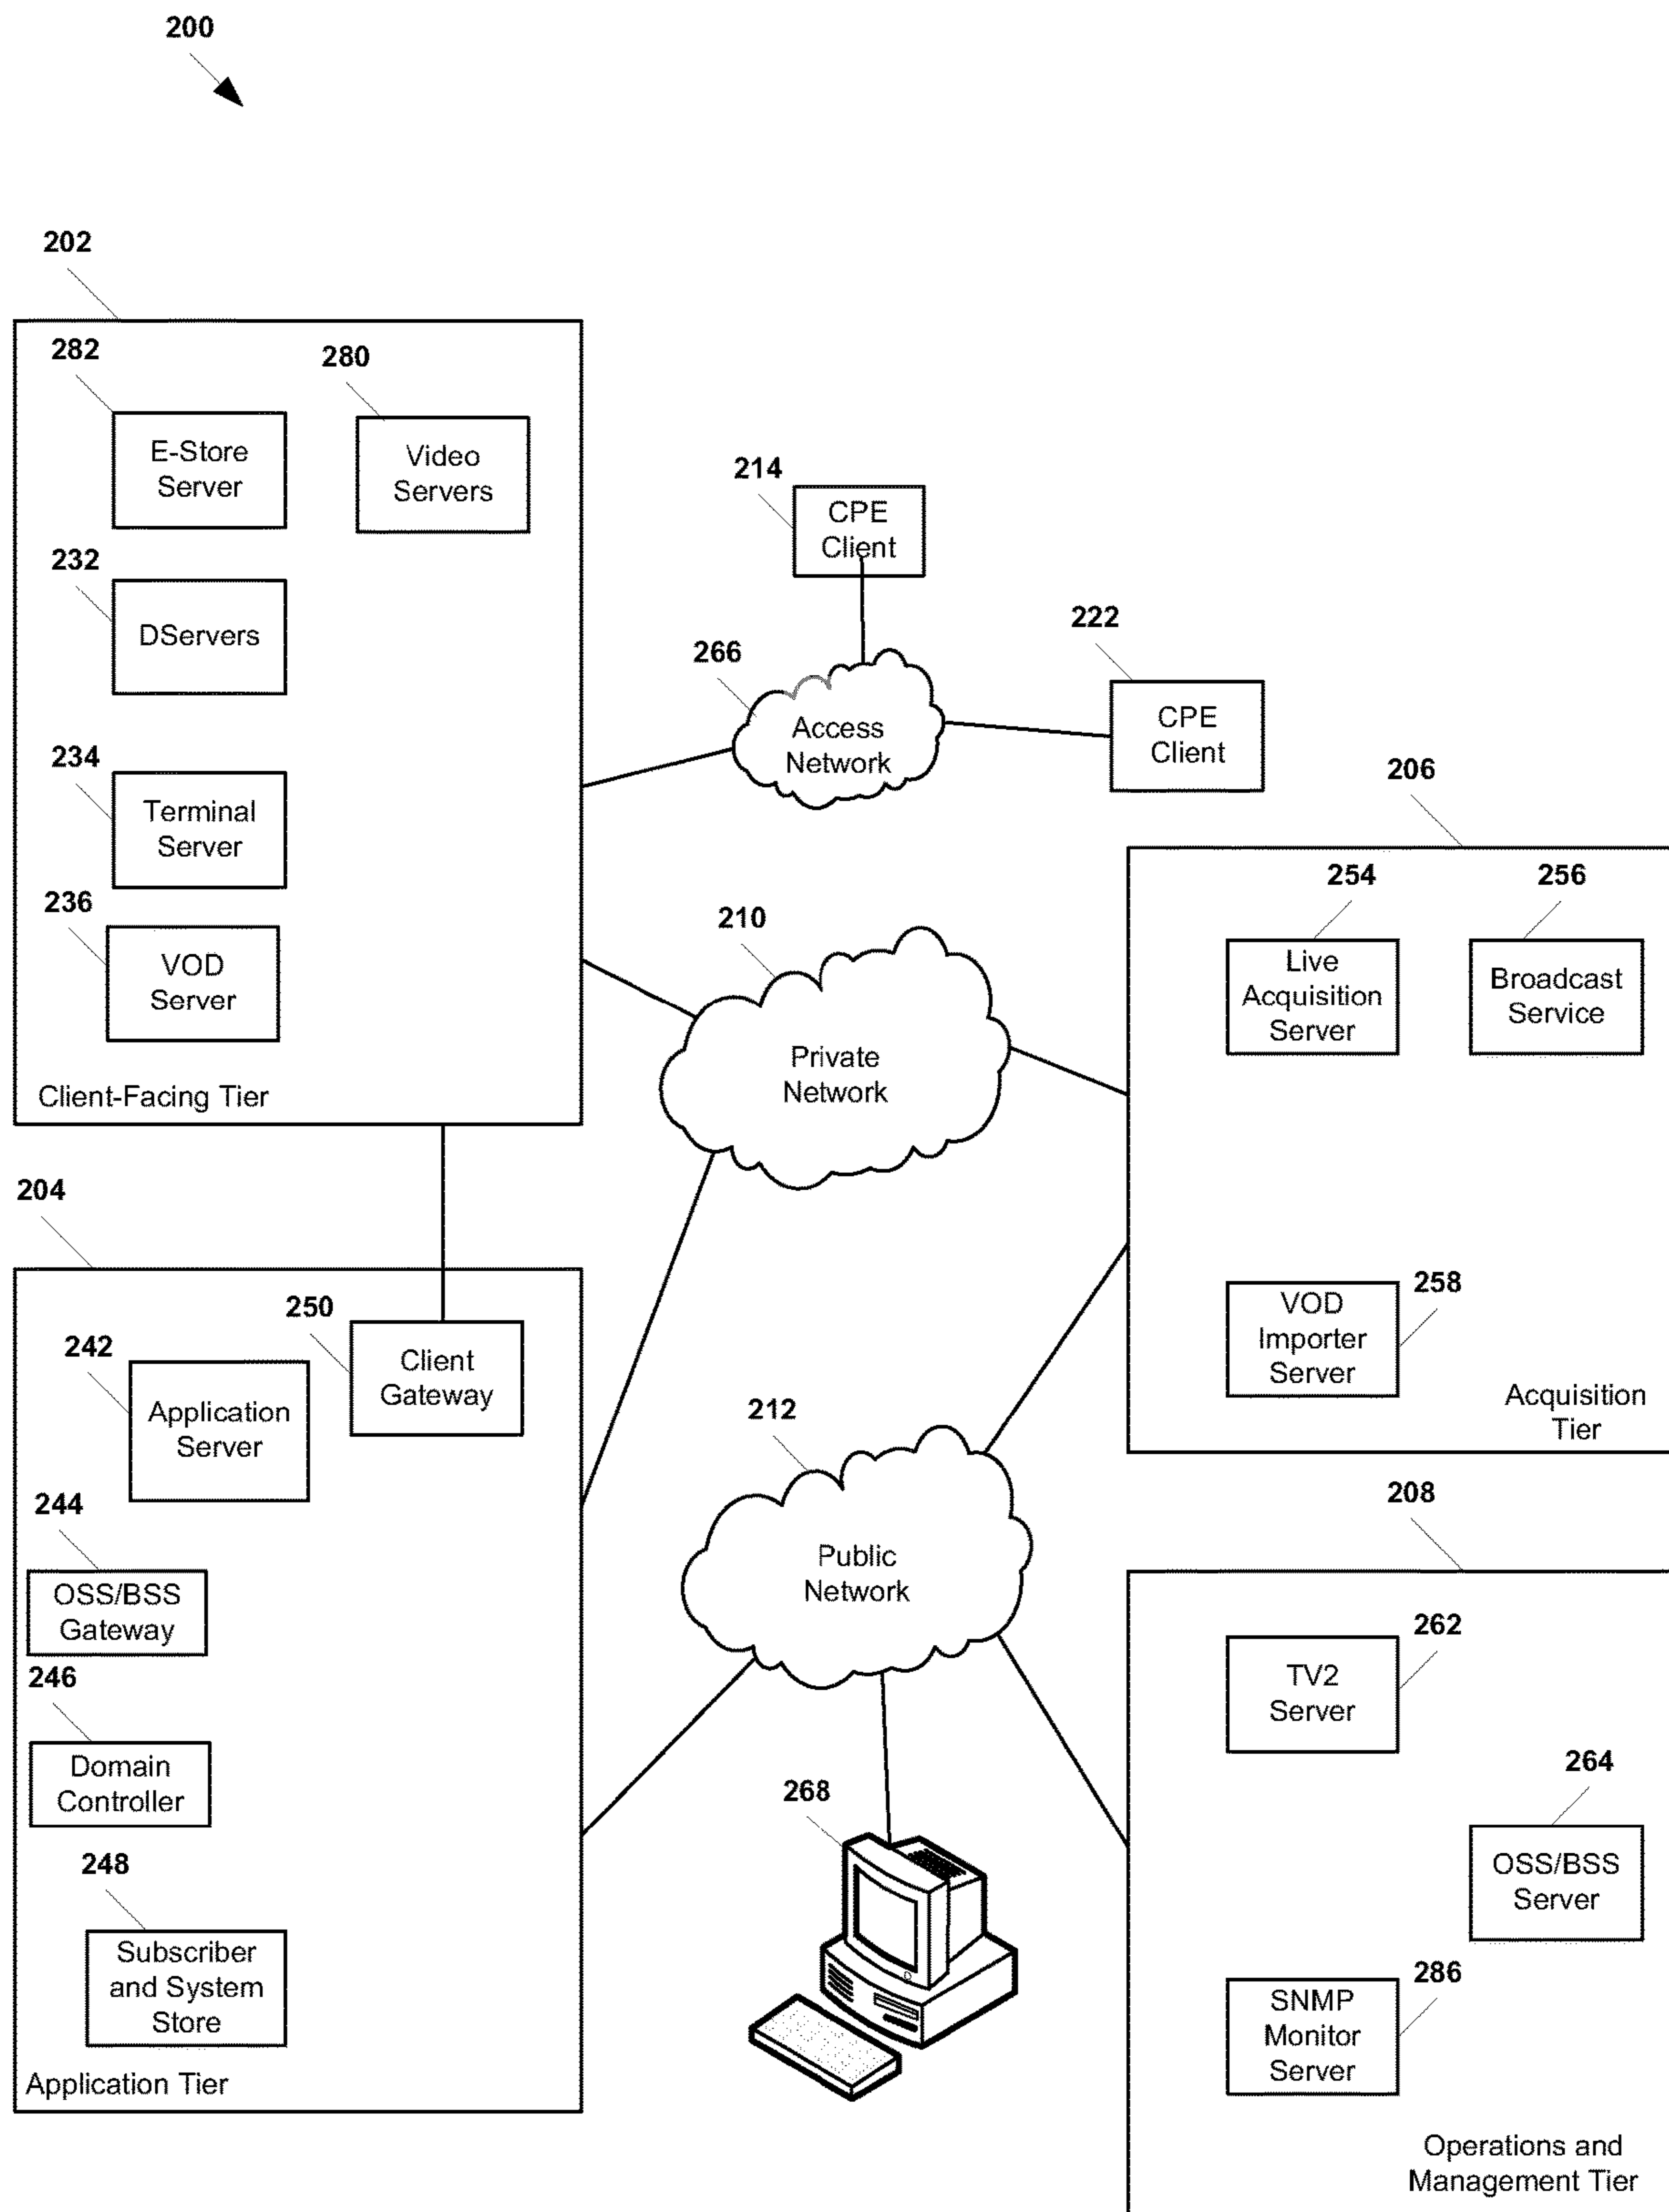 200
202
282
280
E-Store
Server
Video
Servers
232
DServers
234
Terminal
Server
236
VOD
Server
Client-Facing Tier
214
CPE
Client
222
CPE
Client
266
Access
Network
206
254
256
Live
Acquisition
Server
Broadcast
Service
258
VOD
Importer
Server
Acquisition
Tier
210
Private
Network
204
250
Client
Gateway
242
Application
Server
244
OSS/BSS
Gateway
246
Domain
Controller
248
Subscriber
and System
Store
Application Tier
212
Public
Network
268
208
262
TV2
Server
264
OSS/BSS
Server
286
SNMP
Monitor
Server
Operations and
Management Tier